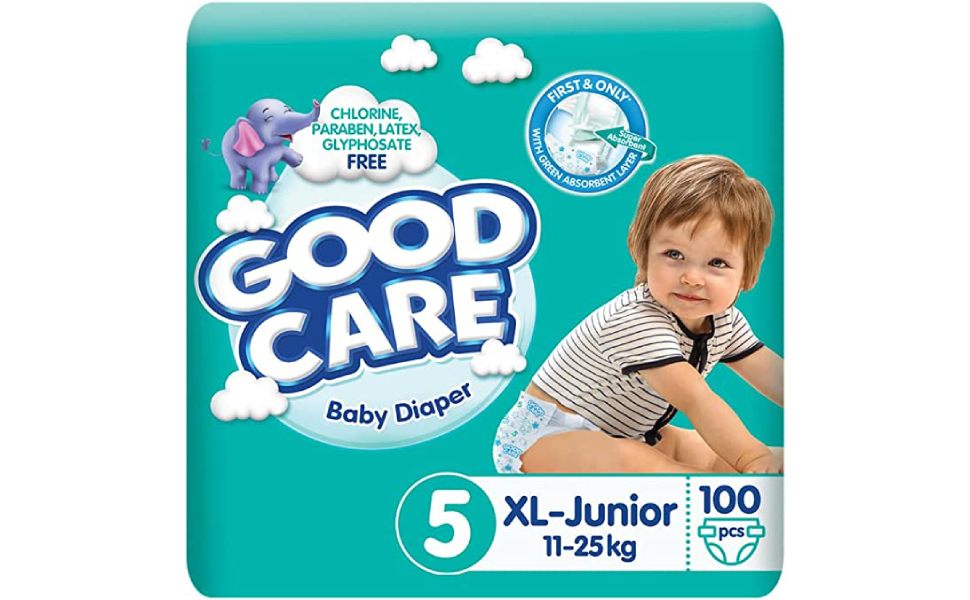 CHLORINE,
PARABEN, LATEX,
GLYPHOSATE
FREE
FIRST & ONLY*
Super
Absorbent
WITH GREEN ABSORBENT LAYER
GOOD
CARE
Baby Diaper
5
XL-Junior
11-25kg
100
pcs